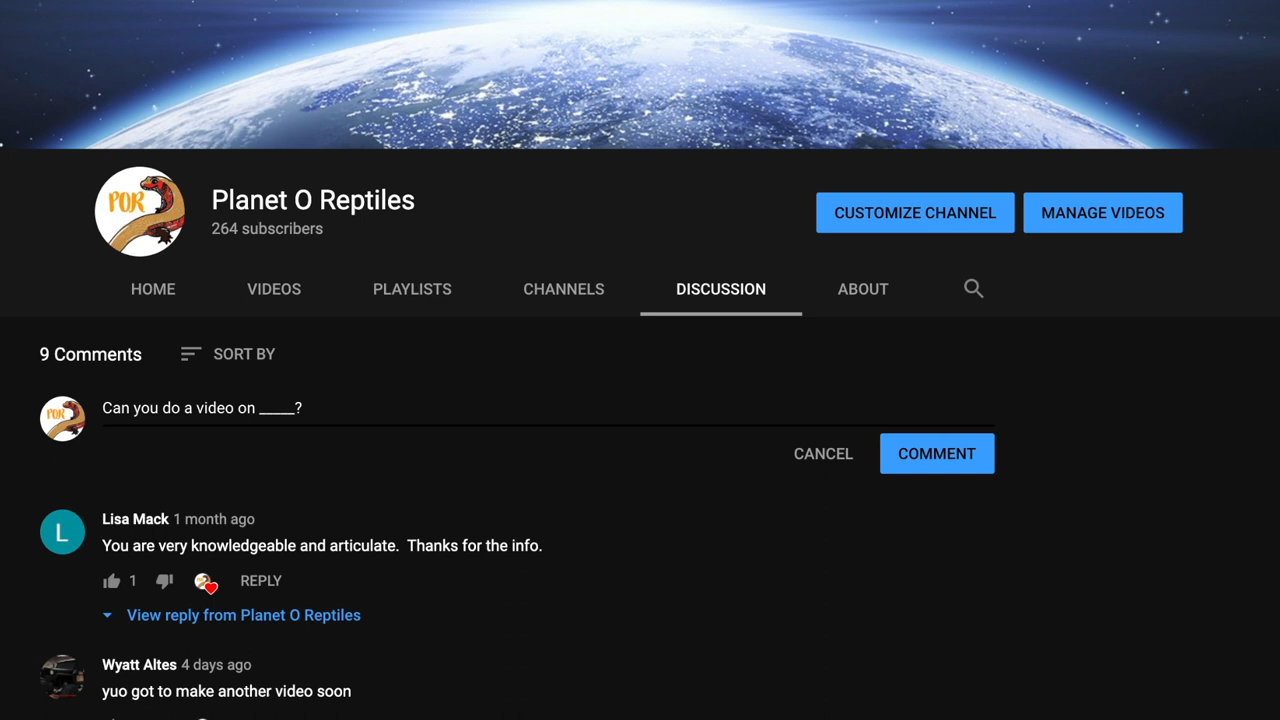 POR
Planet O Reptiles
264 subscribers
CUSTOMIZE CHANNEL
MANAGE VIDEOS
HOME
VIDEOS
PLAYLISTS
CHANNELS
DISCUSSION
ABOUT
9 Comments
SORT BY
POR
Can you do a video on _____?
CANCEL
COMMENT
L
Lisa Mack 1 month ago
You are very knowledgeable and articulate.  Thanks for the info.
1
REPLY
View reply from Planet O Reptiles
Wyatt Altes 4 days ago
yuo got to make another video soon